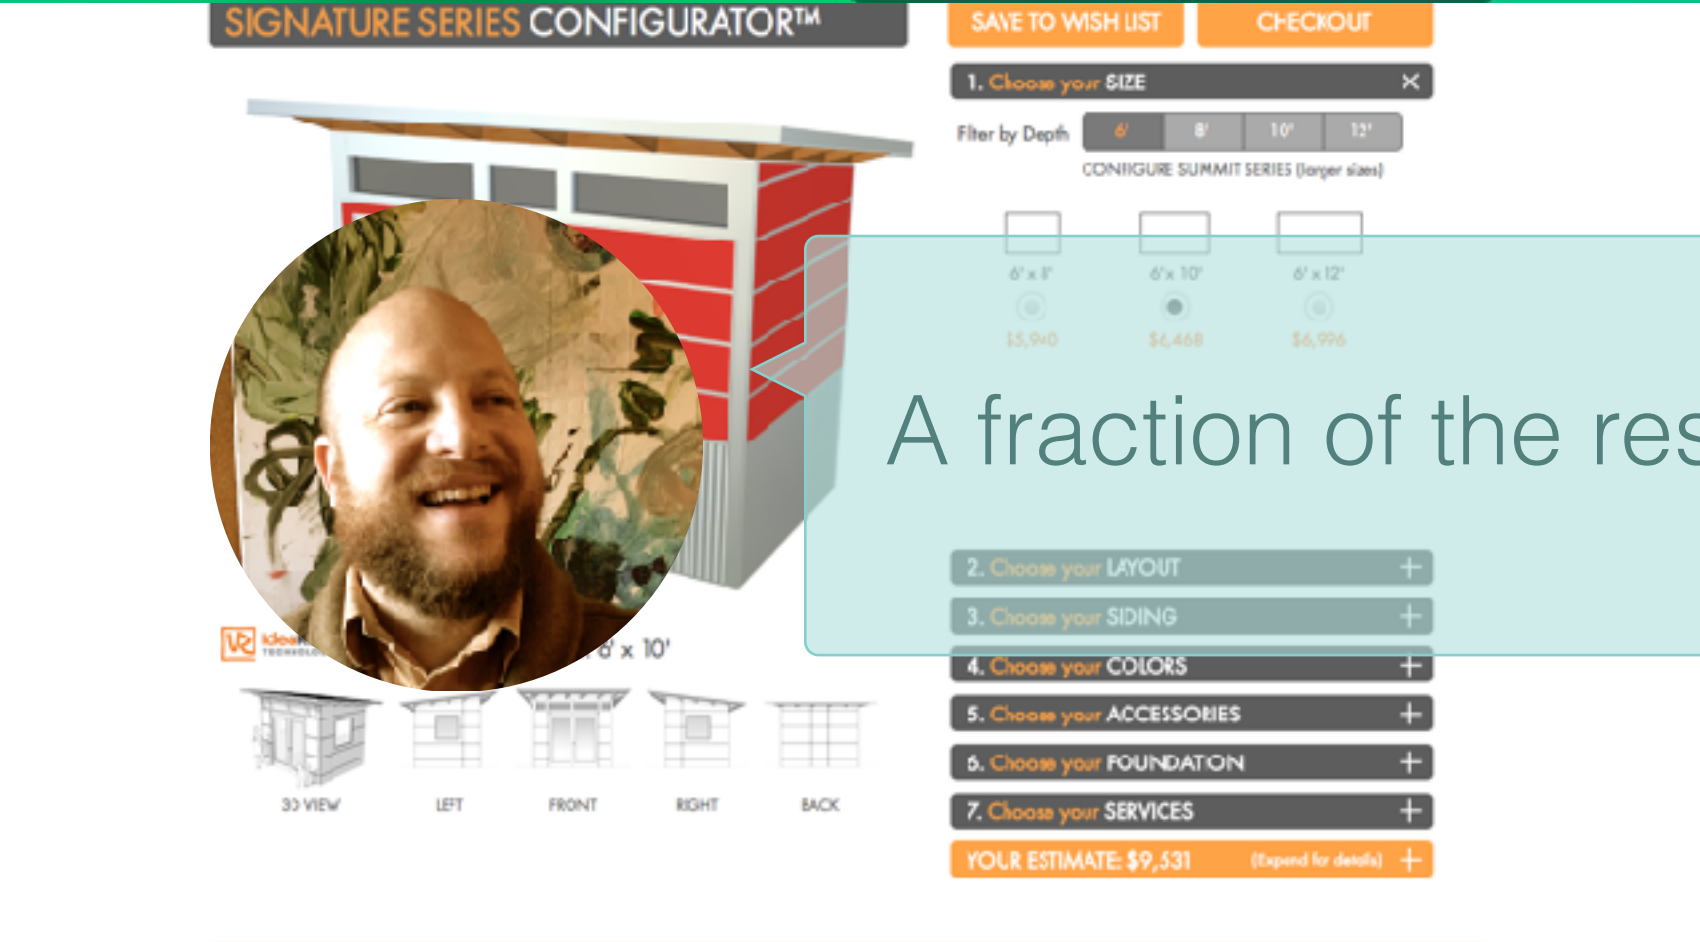 SIGNATURE SERIES CONFIGURATOR™
SAVE TO WISH LIST
CHECKOUT
1. Choose your SIZE
Filter by Depth
6'
8'
10'
12'
CONFIGURE SUMMIT SERIES (larger sizes)
6' x 8'
6' x 10'
6' x 12'
$5,940
$6,468
$6,996
A fraction of the res
2. Choose your LAYOUT
3. Choose your SIDING
4. Choose your COLORS
5. Choose your ACCESSORIES
6. Choose your FOUNDATION
7. Choose your SERVICES
YOUR ESTIMATE: $9,531 (Expand for details)
6' x 10'
3D VIEW
LEFT
FRONT
RIGHT
BACK